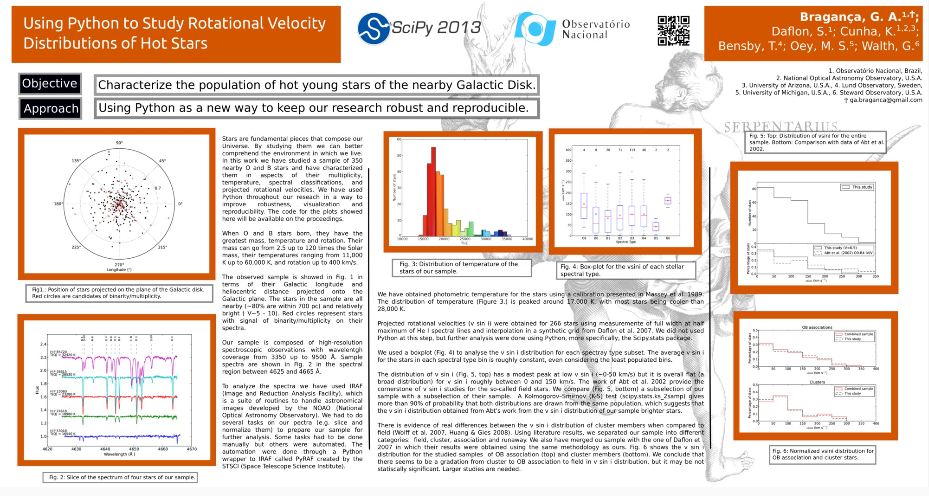 Using Python to Study Rotational Velocity
Distributions of Hot Stars
SciPy 2013
Observatório
Nacional
Bragança, G. A.¹,†;
Daflon, S.¹; Cunha, K.¹,²,³;
Bensby, T.⁴; Oey, M. S.⁵; Walth, G.⁶
1. Observatório Nacional, Brazil,
2. National Optical Astronomy Observatory, U.S.A.
3. University of Arizona, U.S.A., 4. Lund Observatory, Sweden,
5. University of Michigan, U.S.A., 6. Steward Observatory, U.S.A.
† ga.braganca@gmail.com
Objective
Characterize the population of hot young stars of the nearby Galactic Disk.
Approach
Using Python as a new way to keep our research robust and reproducible.
SERPENTARIUS
Fig1.: Position of stars projected on the plane of the Galactic Disk.
Red circles are candidates of binarity/multiplicity.
Fig. 2: Slice of the spectrum of four stars of our sample.
Stars are fundamental pieces that compose our
Universe. By studying them we can better
comprehend the environment in which we live.
In this work we have studied a sample of 350
nearby O and B stars and have characterized
them in aspects of their multiplicity,
temperature, spectral classifications, and
projected rotational velocities. We have used
Python throughout our reseach in a way to
improve robustness, visualization and
reproducibility. The code for the plots showed
here will be available on the proceedings.
When O and B stars born, they have the
greatest mass, temperature and rotation. Their
mass can go from 2.5 up to 120 times the Solar
mass, their temperatures ranging from 11,000
K up to 60,000 K, and rotation up to 400 km/s.
The observed sample is showed in Fig. 1 in
terms of their Galactic longitude and
heliocentric distance projected onto the
Galactic plane. The stars in the sample are all
nearby (~80% are within 700 pc) and relatively
bright ( V~5 - 10). Red circles represent stars
with signal of binarity/multiplicity on their
spectra.
Our sample is composed of high-resolution
spectroscopic observations with wavelength
coverage from 3350 up to 9500 Å. Sample
spectra are shown in Fig. 2 in the spectral
region between 4625 and 4665 Å.
To analyze the spectra we have used IRAF
(Image and Reduction Analysis Facility), which
is a suite of routines to handle astronomical
images developed by the NOAO (National
Optical Astronomy Observatory). We had to do
several tasks on our spectra (e.g. slice and
normalize them) to prepare our sample for
further analysis. Some tasks had to be done
manually but others were automated. The
automation were done through a Python
wrapper to IRAF called PyRAF created by the
STSCI (Space Telescope Science Institute).
Fig. 3: Distribution of temperature of the
stars of our sample.
Fig. 4: Box-plot for the vsini of each stellar
spectral type.
We have obtained photometric temperature for the stars using a calibration presented in Massey et al. 1989.
The distribution of temperature (Figure 3.) is peaked around 17,000 K, with most stars being cooler than
28,000 K.
Projected rotational velocities (v sin i) were obtained for 266 stars using measuremente of full width at half
maximum of He I spectral lines and interpolation in a synthetic grid from Daflon et al. 2007. We did not used
Python at this step, but further analysis were done using Python, more specifically, the Scipy.stats package.
We used a boxplot (Fig. 4) to analyse the v sin i distribution for each spectral type subset. The average v sin i
for the stars in each spectral type bin is roughly constant, even considering the least populated bins.
The distribution of v sin i (Fig. 5, top) has a modest peak at low v sin i (~0-50 km/s) but it is overall flat (a
broad distribution) for v sin i roughly between 0 and 150 km/s. The work of Abt et al. 2002 provide the
cornerstone of v sin i studies for the so-called field stars. We compare (Fig. 5, bottom) a subselection of our
sample with a subselection of their sample. A Kolmogorov-Smirnov (K-S) test (scipy.stats.ks_2samp) gives
more than 90% of probability that both distributions are drawn from the same population, which suggests that
the v sin i distribution obtained from Abt's work from the v sin i distribution of our sample brighter stars.
There is evidence of real differences between the v sin i distribution of cluster members when compared to
field (Wolff et al. 2007, Huang & Gies 2008). Using literature results, we separated our sample into different
categories: field, cluster, association and runaway. We also have merged our sample with the one of Daflon et al.
2007 in which their results were obtained using the same methodology as ours. Fig. 6 shows the v sin i
distribution for the studied samples of OB association (top) and cluster members (bottom). We conclude that
there seems to be a gradation from cluster to OB association to field in v sin i distribution, but it may be not
statistically significant. Larger studies are needed.
Fig. 5: Top: Distribution of vsini for the entire
sample. Bottom: Comparison with data of Abt et al.
2002.
This study
OB associations
Combined sample
This study
Clusters
Combined sample
This study
Fig. 6: Normalized vsini distribution for
OB association and cluster stars.